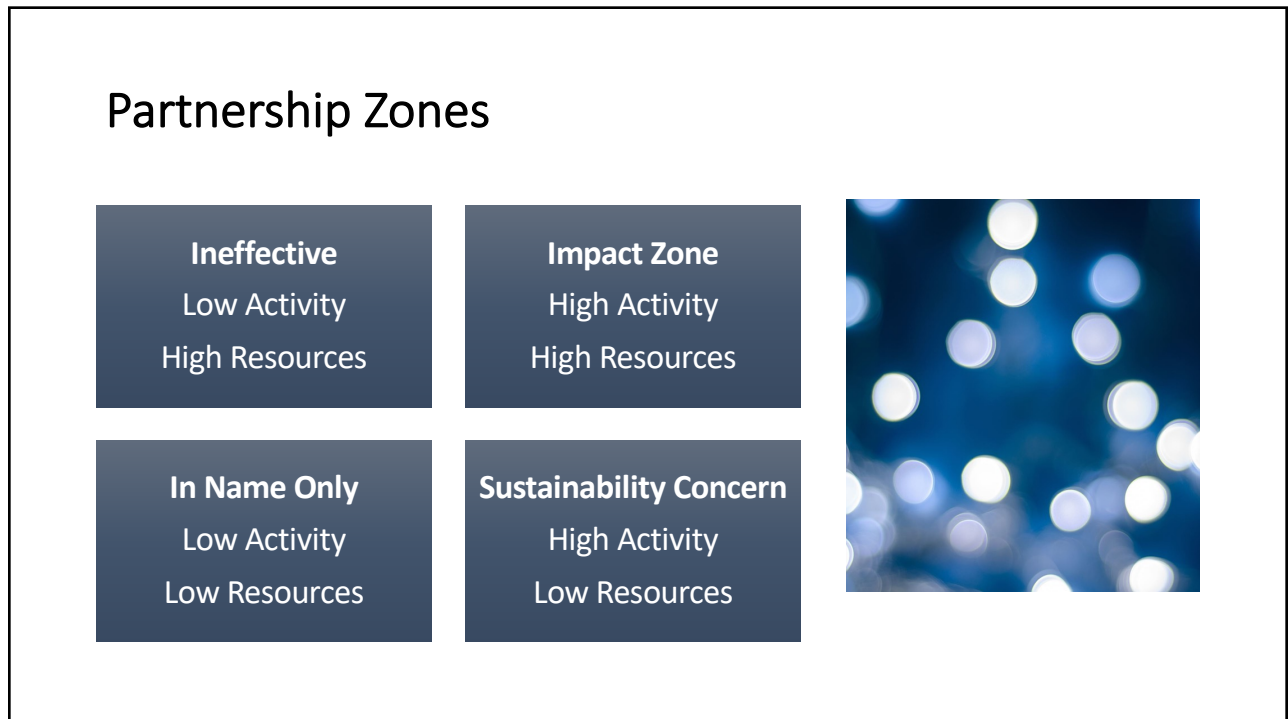 Partnership Zones
Ineffective
Low Activity
High Resources
Impact Zone
High Activity
High Resources
In Name Only
Low Activity
Low Resources
Sustainability Concern
High Activity
Low Resources